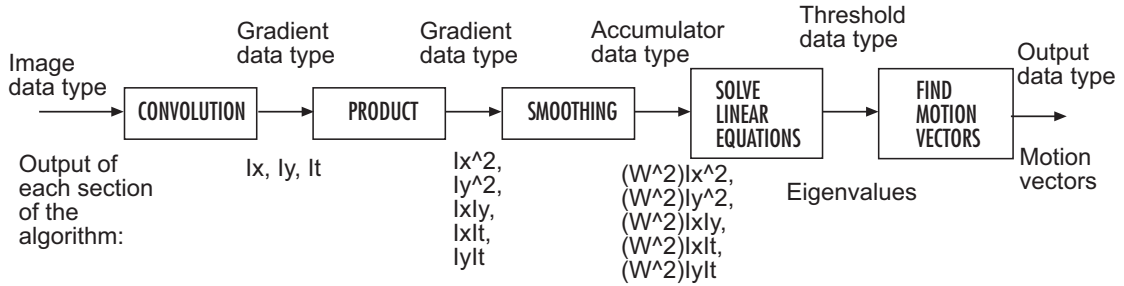 Image
data type
Gradient
data type
Gradient
data type
Accumulator
data type
Threshold
data type
Output
data type
CONVOLUTION
PRODUCT
SMOOTHING
SOLVE
LINEAR
EQUATIONS
FIND
MOTION
VECTORS
Output of
each section
of the
algorithm:
Ix, Iy, It
Ix^2,
Iy^2,
IxIy,
IxIt,
IyIt
(W^2)Ix^2,
(W^2)Iy^2,
(W^2)IxIy,
(W^2)IxIt,
(W^2)IyIt
Eigenvalues
Motion
vectors